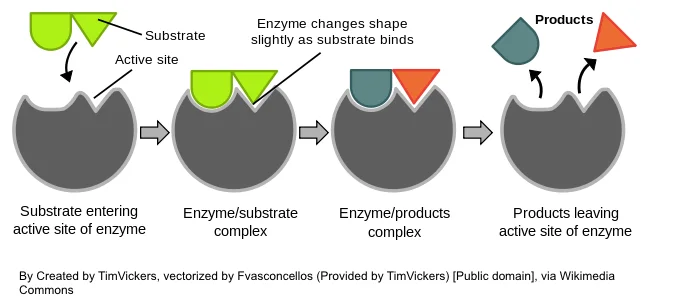 Substrate
Active site
Enzyme changes shape
slightly as substrate binds
Products
Substrate entering
active site of enzyme
Enzyme/substrate
complex
Enzyme/products
complex
Products leaving
active site of enzyme
By Created by TimVickers, vectorized by Fvasconcellos (Provided by TimVickers) [Public domain], via Wikimedia
Commons